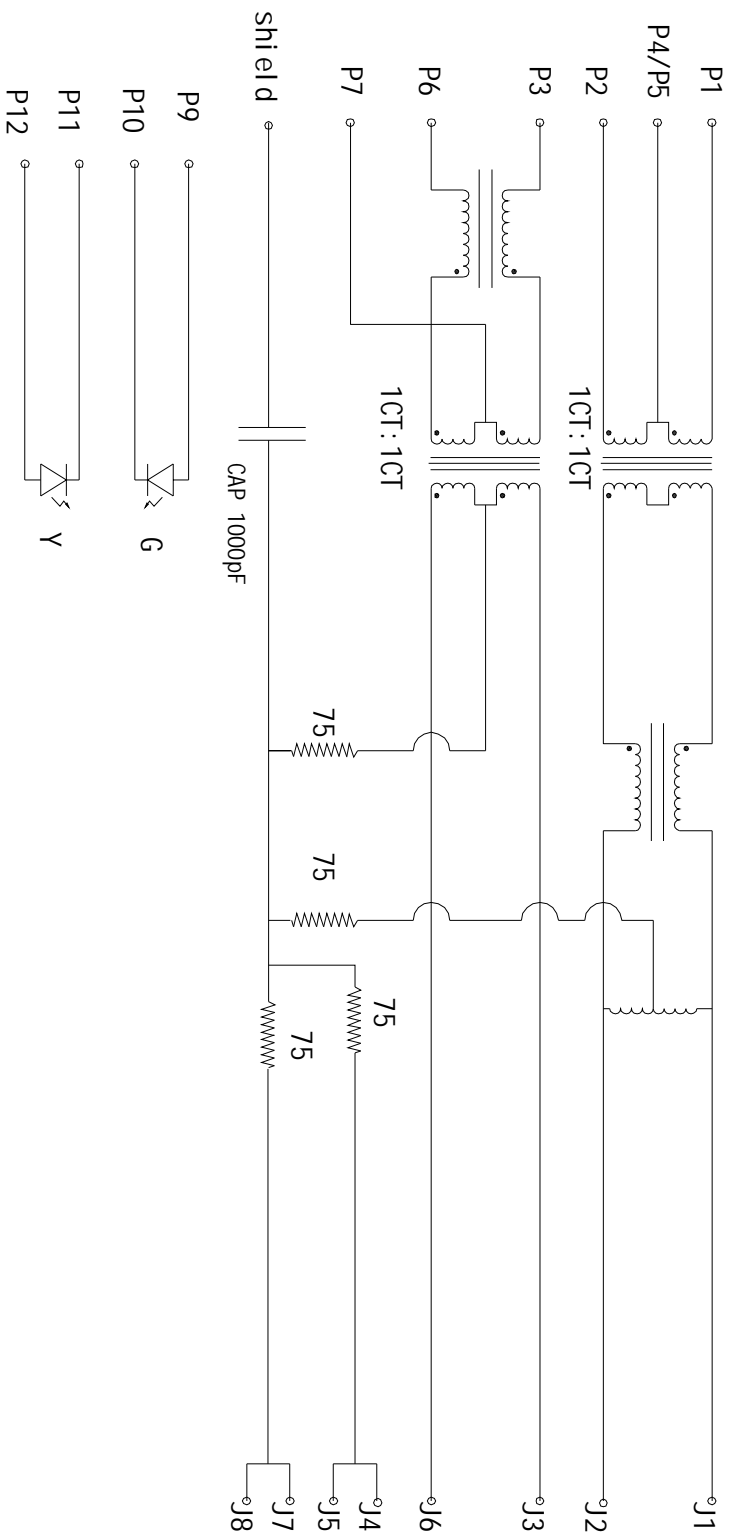 P1
P4/P5
P2
P3
P6
P7
shield
P9
P10
P11
P12
1CT:1CT
1CT:1CT
CAP 1000pF
G
Y
75
75
75
75
J1
J2
J3
J6
J4
J5
J7
J8